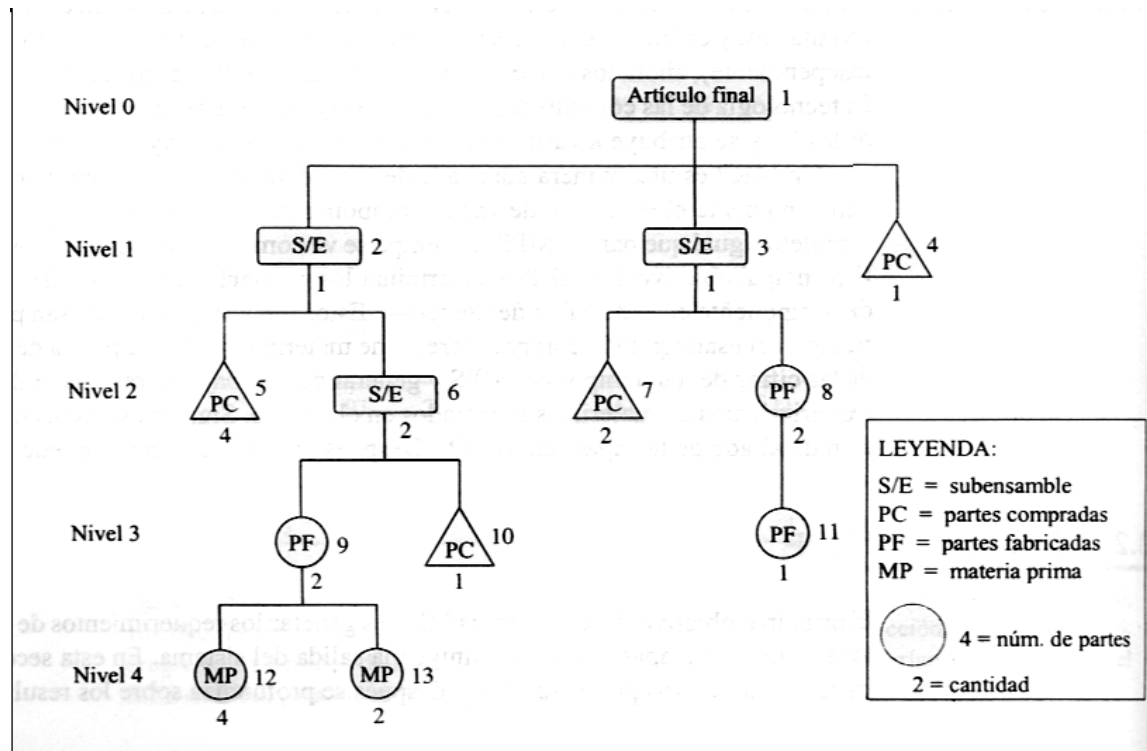 Nivel 0
Artículo final 1
Nivel 1
S/E 2
1
S/E 3
1
PC 4
1
Nivel 2
PC 5
4
S/E 6
2
PC 7
2
PF 8
2
Nivel 3
PF 9
2
PC 10
1
PF 11
1
Nivel 4
MP 12
4
MP 13
2
LEYENDA:
S/E = subensamble
PC = partes compradas
PF = partes fabricadas
MP = materia prima
4 = núm. de partes
2 = cantidad